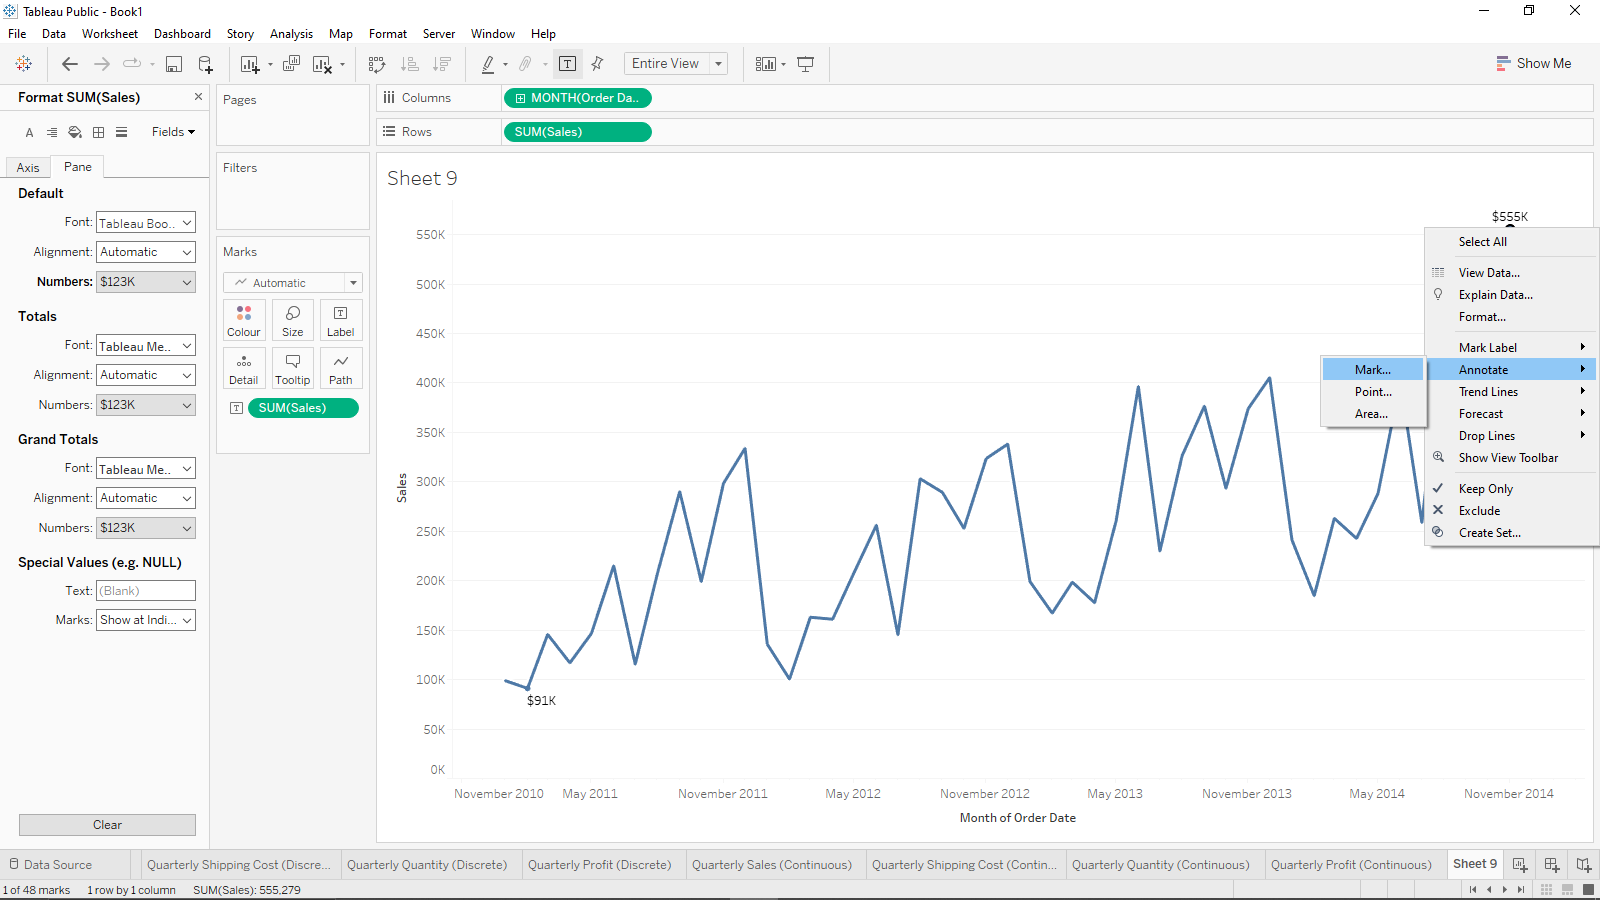 Tableau Public - Book1
File Data Worksheet Dashboard Story Analysis Map Format Server Window Help
Entire View
Show Me
Format SUM(Sales)
Fields
Axis Pane
Default
Font: Tableau Boo..
Alignment: Automatic
Numbers: $123K
Totals
Font: Tableau Me..
Alignment: Automatic
Numbers: $123K
Grand Totals
Font: Tableau Me..
Alignment: Automatic
Numbers: $123K
Special Values (e.g. NULL)
Text: (Blank)
Marks: Show at Indi...
Clear
Pages
Filters
Marks
Automatic
Colour Size Label
Detail Tooltip Path
SUM(Sales)
Columns MONTH(Order Da..
Rows SUM(Sales)
Sheet 9
$555K
550K
500K
450K
400K
350K
300K
250K
200K
150K
100K
50K
0K
Sales
$91K
November 2010 May 2011 November 2011 May 2012 November 2012 May 2013 November 2013 May 2014 November 2014
Month of Order Date
Select All
View Data...
Explain Data...
Format...
Mark Label
Annotate
Trend Lines
Forecast
Drop Lines
Show View Toolbar
Keep Only
Exclude
Create Set...
Mark...
Point...
Area...
Data Source Quarterly Shipping Cost (Discre... Quarterly Quantity (Discrete) Quarterly Profit (Discrete) Quarterly Sales (Continuous) Quarterly Shipping Cost (Contin... Quarterly Quantity (Continuous) Quarterly Profit (Continuous) Sheet 9
1 of 48 marks 1 row by 1 column SUM(Sales): 555,279